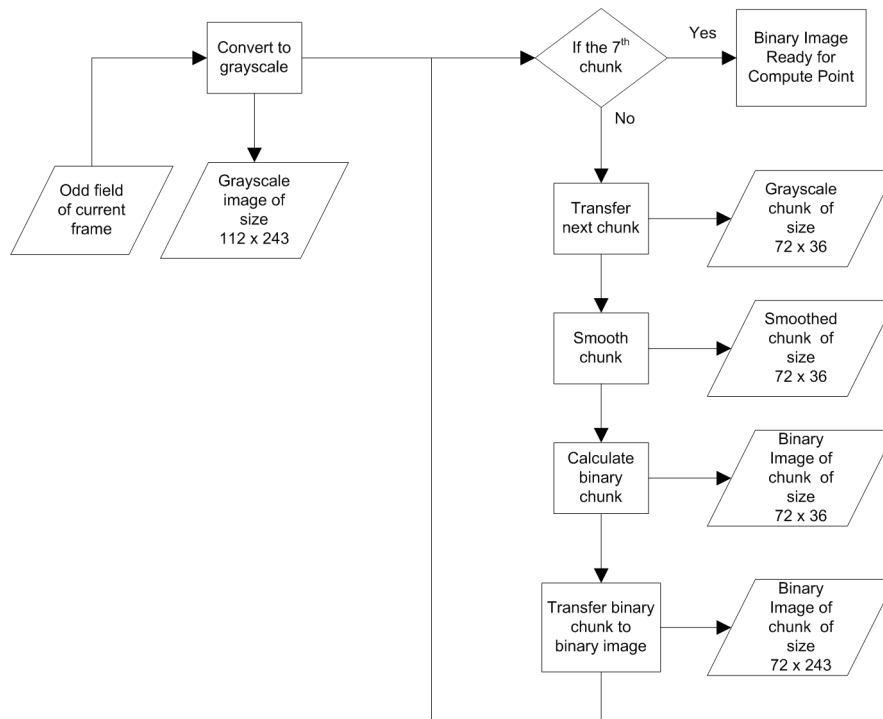 Convert to
grayscale
If the 7th
chunk
Yes
Binary Image
Ready for
Compute Point
No
Odd field
of current
frame
Grayscale
image of
size
112 x 243
Transfer
next chunk
Grayscale
chunk of
size
72 x 36
Smooth
chunk
Smoothed
chunk of
size
72 x 36
Calculate
binary
chunk
Binary
Image of
chunk of
size
72 x 36
Transfer binary
chunk to
binary image
Binary
Image of
chunk of
size
72 x 243